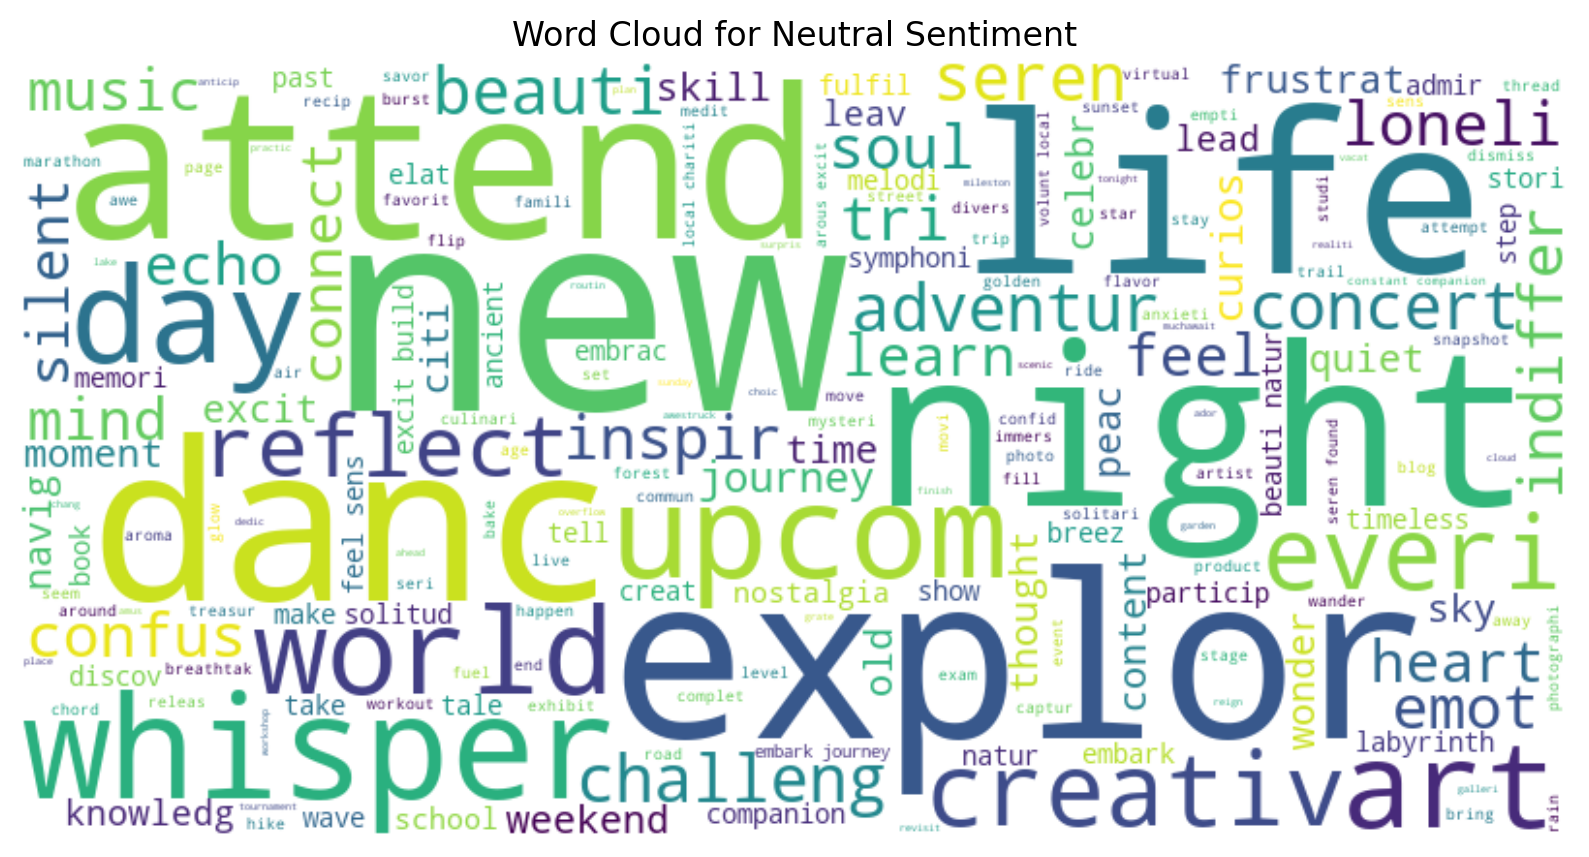 Word Cloud for Neutral Sentiment
music
anticip
past
recip
savor
burst
beauti
plan
skill
medit
fulfil
leav
seren
virtual
sunset
frustrat
admir
sens
thread
empti
lead
loneli
attend
life
soul
melodi
street
mileston
tonight
vacat
dismiss
stori
marathon
page
practic
connect
elat
favorit
awe
famili
flip
local chariti
surpris
arous excit
tri
divers
trip
volunt local
star
celebr
stay
curios
studi
realiti
attempt
step
silent
lake
echo
day
new
routin
symphoni
golden
flavor
trail
constant companion
indiffer
adventur
anxieti
concert
muchawait
snapshot
air
memori
excit build
citi
ancient
embrac
set
sunday
choic
move
learn
scenic
ride
feel
beauti natur
quiet
mind
excit
culinari
awestruck
mysteri
confid
immers
photo
fill
movi
peac
night
ador
artist
seren found
blog
cloud
moment
reflect
inspir
time
age
forest
journey
commun
finish
solitari
breez
garden
timeless
navig
chang
book
aroma
glow
dedic
danc
feel sens
ahead
seri
bake
overflow
live
tell
upcom
product
everi
seem
around
amus
treasur
make
solitud
happen
creat
nostalgia
grate
show
thought
event
content
particip
wander
sky
away
photographi
confus
place
discov
breathtak
world
fuel
end
explor
complet
level
old
exam
captur
stage
reign
wonder
heart
emot
chord
releas
whisper
workshop
take
workout
tale
exhibit
road
embark journey
natur
embark
labyrinth
challeng
creativ
art
galleri
bring
rain
knowledg
tournament
hike
wave
school
weekend
companion
revisit